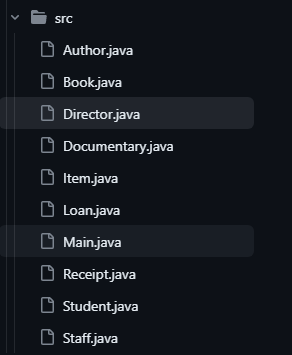 src
Author.java
Book.java
Director.java
Documentary.java
Item.java
Loan.java
Main.java
Receipt.java
Student.java
Staff.java